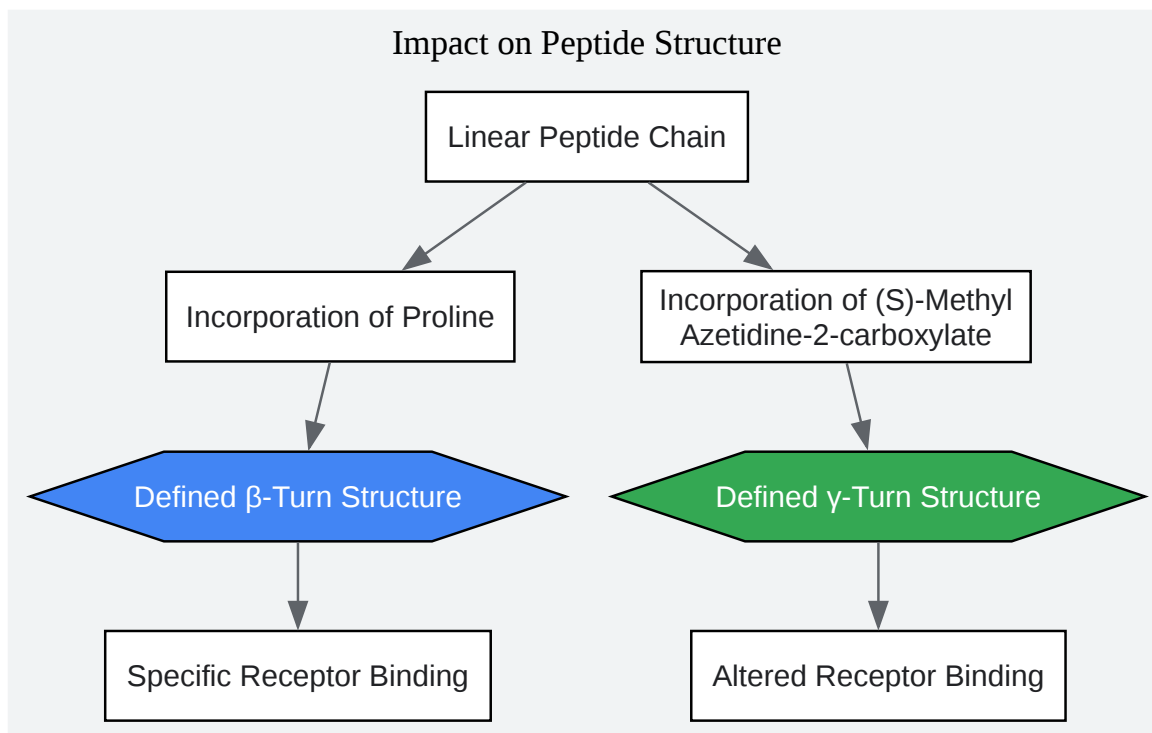 Impact on Peptide Structure
Linear Peptide Chain
Incorporation of Proline
Incorporation of (S)-Methyl
Azetidine-2-carboxylate
Defined β-Turn Structure
Defined γ-Turn Structure
Specific Receptor Binding
Altered Receptor Binding